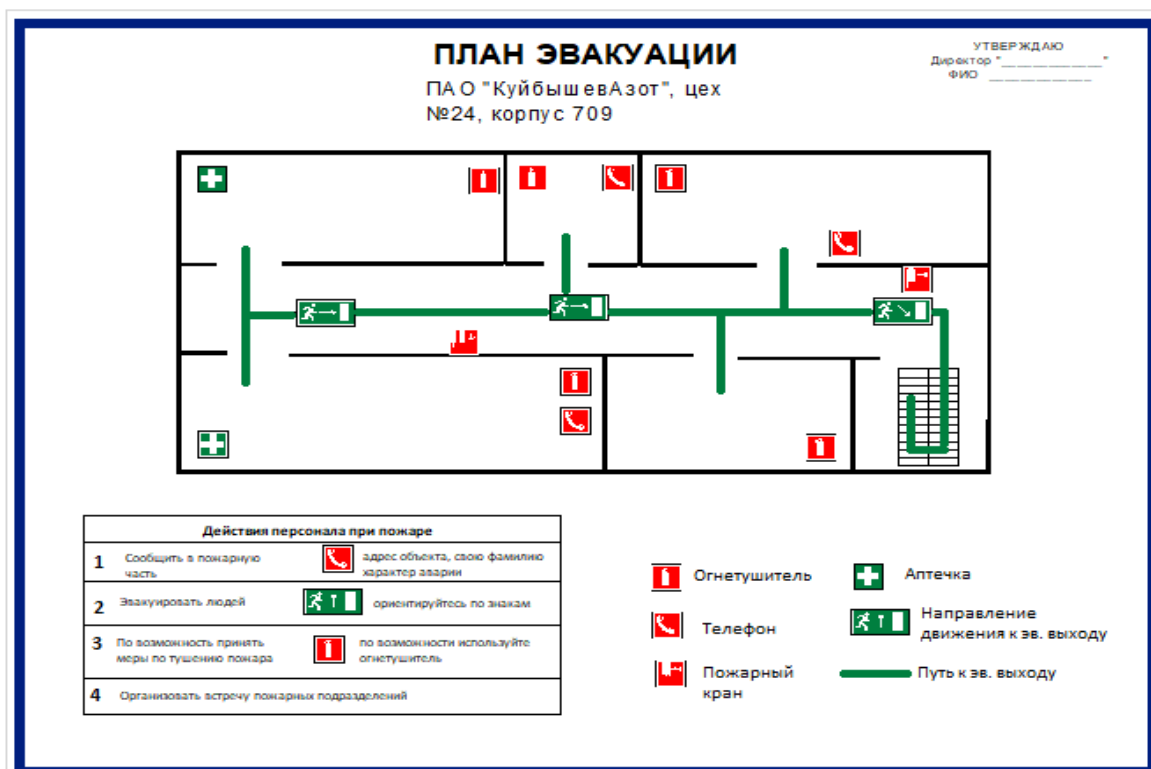 ПЛАН ЭВАКУАЦИИ
ПАО "КуйбышевАзот", цех
№24, корпус 709
УТВЕРЖДАЮ
Директор "______________"
ФИО ______________
Действия персонала при пожаре
1 Сообщить в пожарную часть
адрес объекта, свою фамилию
характер аварии
2 Эвакуировать людей
ориентируйтесь по знакам
3 По возможность принять
меры по тушению пожара
по возможности используйте
огнетушитель
4 Организовать встречу пожарных подразделений
Огнетушитель
Аптечка
Телефон
Направление
движения к эв. выходу
Пожарный
кран
Путь к эв. выходу